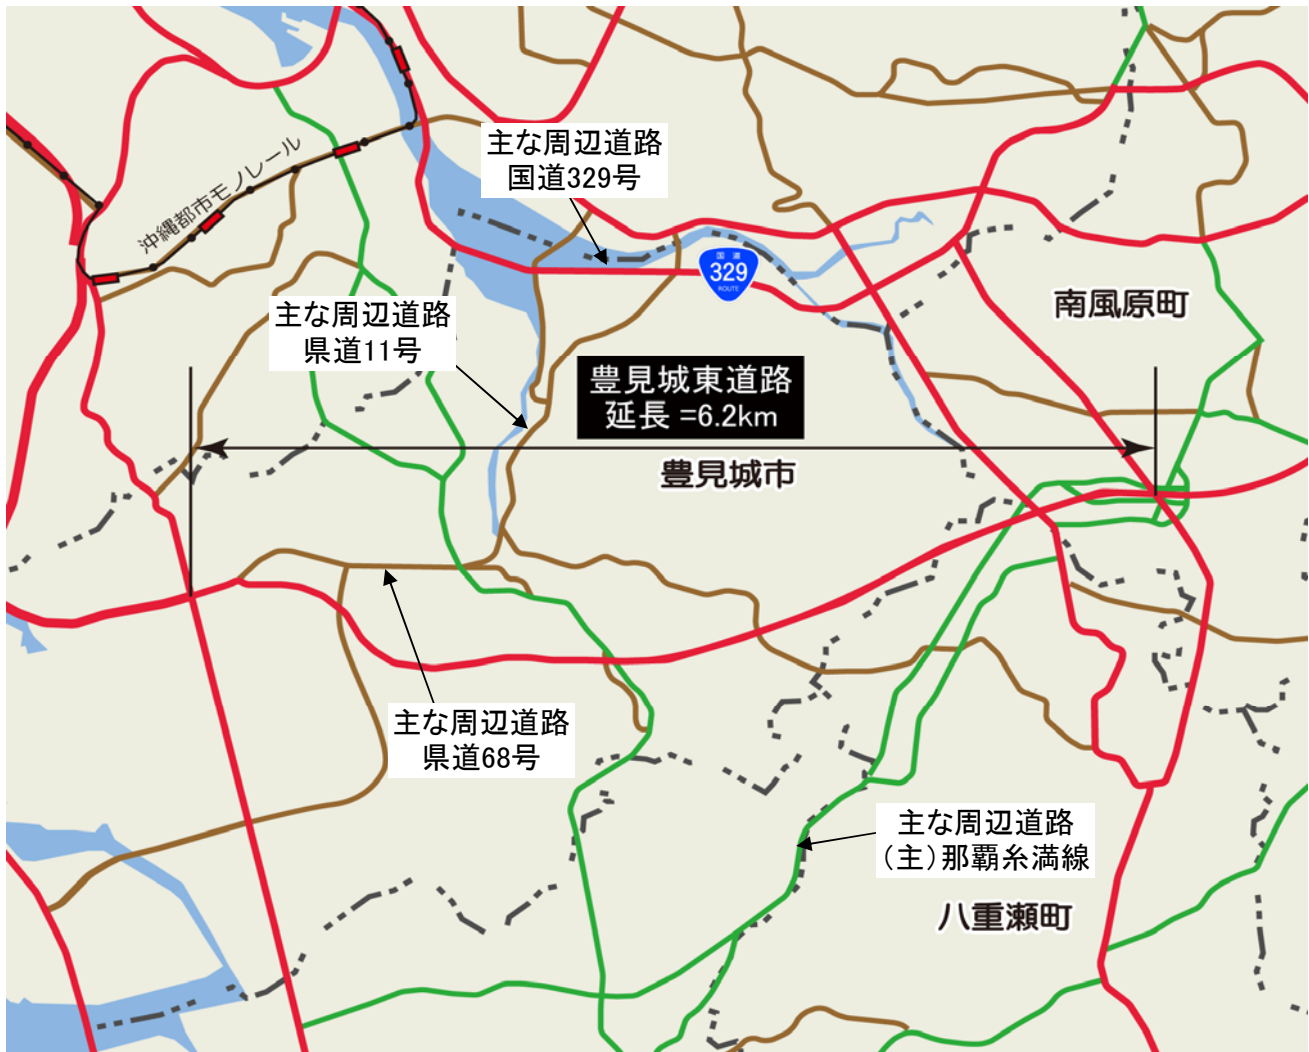 主な周辺道路
国道329号
沖縄都市モノレール
国道
329
ROUTE
南風原町
主な周辺道路
県道11号
豊見城東道路
延長 =6.2km
豊見城市
主な周辺道路
県道68号
主な周辺道路
(主)那覇糸満線
八重瀬町